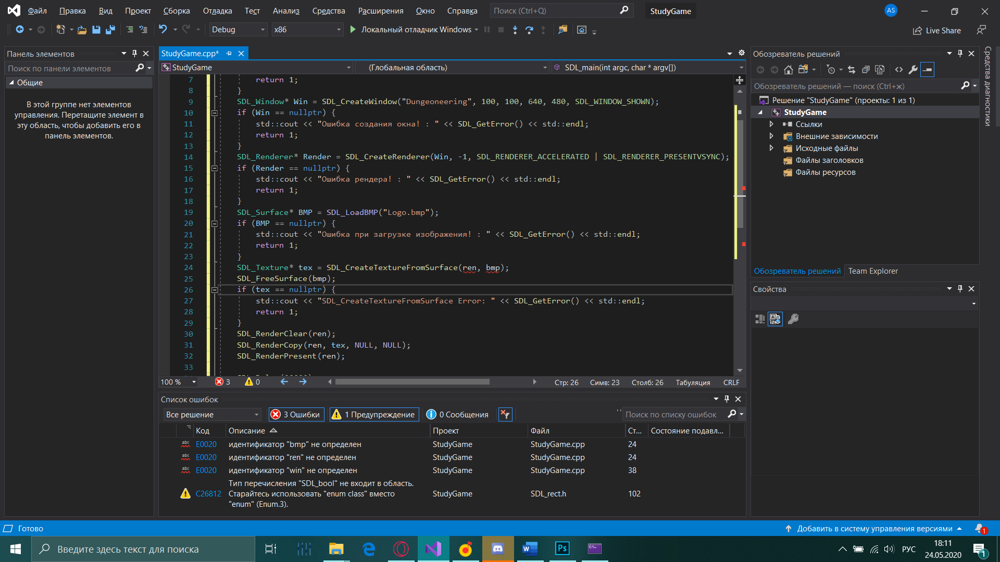 Файл Правка Вид Проект Сборка Отладка Тест Анализ Средства Расширения Окно Справка Поиск (Ctrl+Q) StudyGame AS
Debug x86 Локальный отладчик Windows Live Share
Панель элементов
Поиск по панели элементов
Общие
В этой группе нет элементов
управления. Перетащите элемент в
эту область, чтобы добавить его в
панель элементов.
StudyGame.cpp*
StudyGame (Глобальная область) SDL_main(int argc, char * argv[])
7 return 1;
8 }
9 SDL_Window* Win = SDL_CreateWindow("Dungeoneering", 100, 100, 640, 480, SDL_WINDOW_SHOWN);
10 if (Win == nullptr) {
11 std::cout << "Ошибка создания окна! : " << SDL_GetError() << std::endl;
12 return 1;
13 }
14 SDL_Renderer* Render = SDL_CreateRenderer(Win, -1, SDL_RENDERER_ACCELERATED | SDL_RENDERER_PRESENTVSYNC);
15 if (Render == nullptr) {
16 std::cout << "Ошибка рендера! : " << SDL_GetError() << std::endl;
17 return 1;
18 }
19 SDL_Surface* BMP = SDL_LoadBMP("Logo.bmp");
20 if (BMP == nullptr) {
21 std::cout << "Ошибка при загрузке изображения! : " << SDL_GetError() << std::endl;
22 return 1;
23 }
24 SDL_Texture* tex = SDL_CreateTextureFromSurface(ren, bmp);
25 SDL_FreeSurface(bmp);
26 if (tex == nullptr) {
27 std::cout << "SDL_CreateTextureFromSurface Error: " << SDL_GetError() << std::endl;
28 return 1;
29 }
30 SDL_RenderClear(ren);
31 SDL_RenderCopy(ren, tex, NULL, NULL);
32 SDL_RenderPresent(ren);
33
100 % 3 0 Стр: 26 Симв: 23 Столб: 26 Табуляция CRLF
Список ошибок
Все решение 3 Ошибки 1 Предупреждение 0 Сообщения Поиск по списку ошибок
Код Описание Проект Файл Ст... Состояние подавл...
abc E0020 идентификатор "bmp" не определен StudyGame StudyGame.cpp 24
abc E0020 идентификатор "ren" не определен StudyGame StudyGame.cpp 24
abc E0020 идентификатор "win" не определен StudyGame StudyGame.cpp 38
Тип перечисления "SDL_bool" не входит в область.
C26812 Старайтесь использовать "enum class" вместо StudyGame SDL_rect.h 102
"enum" (Enum.3).
Обозреватель решений
Обозреватель решений — поиск (Ctrl+ж)
Решение "StudyGame" (проекты: 1 из 1)
StudyGame
Ссылки
Внешние зависимости
Исходные файлы
Файлы заголовков
Файлы ресурсов
Обозреватель решений Team Explorer
Свойства
Средства диагностики
Готово Добавить в систему управления версиями 1
Введите здесь текст для поиска W Ps РУС 18:11
24.05.2020 1